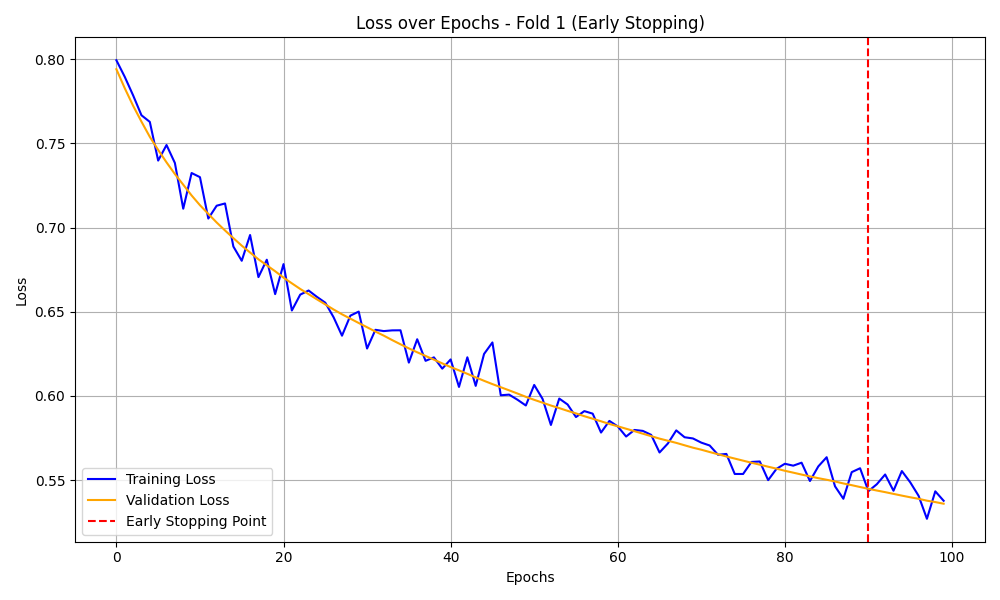 Loss over Epochs - Fold 1 (Early Stopping)
0.80
0.75
0.70
0.65
0.60
0.55
Loss
Training Loss
Validation Loss
Early Stopping Point
0 20 40 60 80 100
Epochs